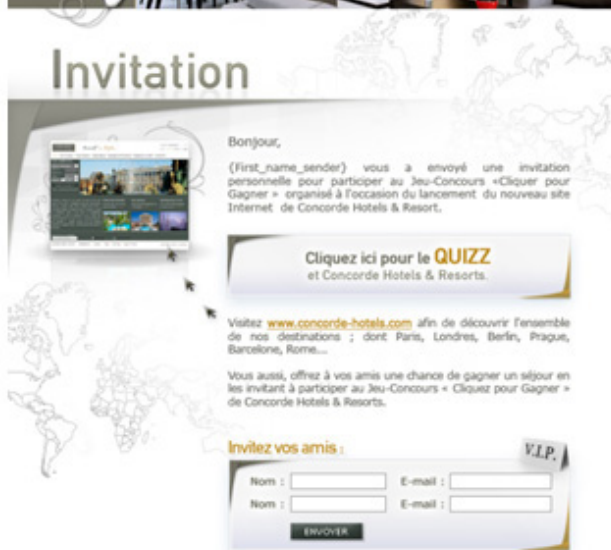 Invitation
Bonjour,
{First_name_sender} vous a envoyé une invitation
personnelle pour participer au Jeu-Concours «Cliquer pour
Gagner » organisé à l'occasion du lancement du nouveau site
Internet de Concorde Hotels & Resort.
Cliquez ici pour le QUIZZ
et Concorde Hotels & Resorts.
Visitez www.concorde-hotels.com afin de découvrir l'ensemble
de nos destinations ; dont Paris, Londres, Berlin, Prague,
Barcelone, Rome...
Vous aussi, offrez à vos amis une chance de gagner un séjour en
les invitant à participer au Jeu-Concours « Cliquez pour Gagner »
de Concorde Hotels & Resorts.
Invitez vos amis :
V.I.P.
Nom : E-mail :
Nom : E-mail :
ENVOYER